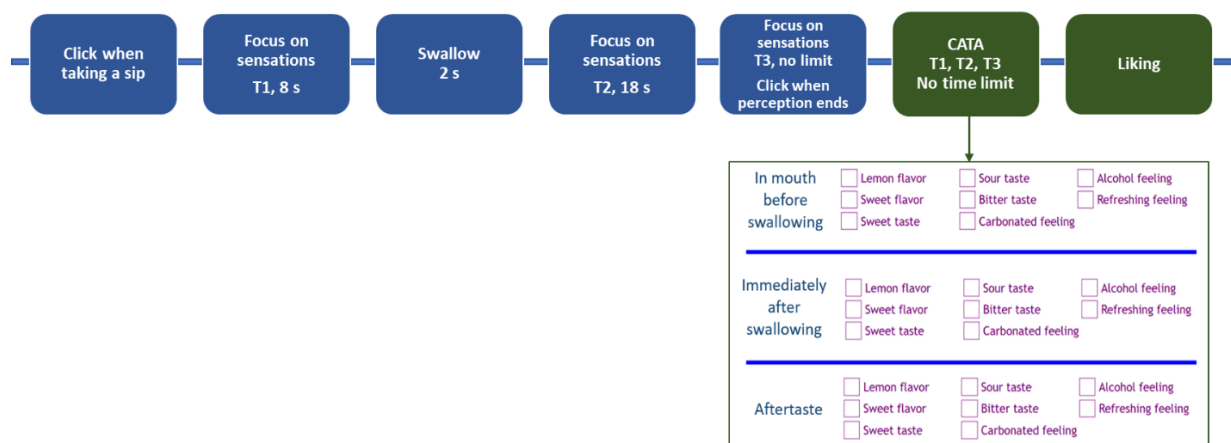 Click when
taking a sip
Focus on
sensations
T1, 8 s
Swallow
2 s
Focus on
sensations
T2, 18 s
Focus on
sensations
T3, no limit
Click when
perception ends
CATA
T1, T2, T3
No time limit
Liking
In mouth
before
swallowing
Lemon flavor
Sour taste
Alcohol feeling
Sweet flavor
Bitter taste
Refreshing feeling
Sweet taste
Carbonated feeling
Immediately
after
swallowing
Lemon flavor
Sour taste
Alcohol feeling
Sweet flavor
Bitter taste
Refreshing feeling
Sweet taste
Carbonated feeling
Aftertaste
Lemon flavor
Sour taste
Alcohol feeling
Sweet flavor
Bitter taste
Refreshing feeling
Sweet taste
Carbonated feeling